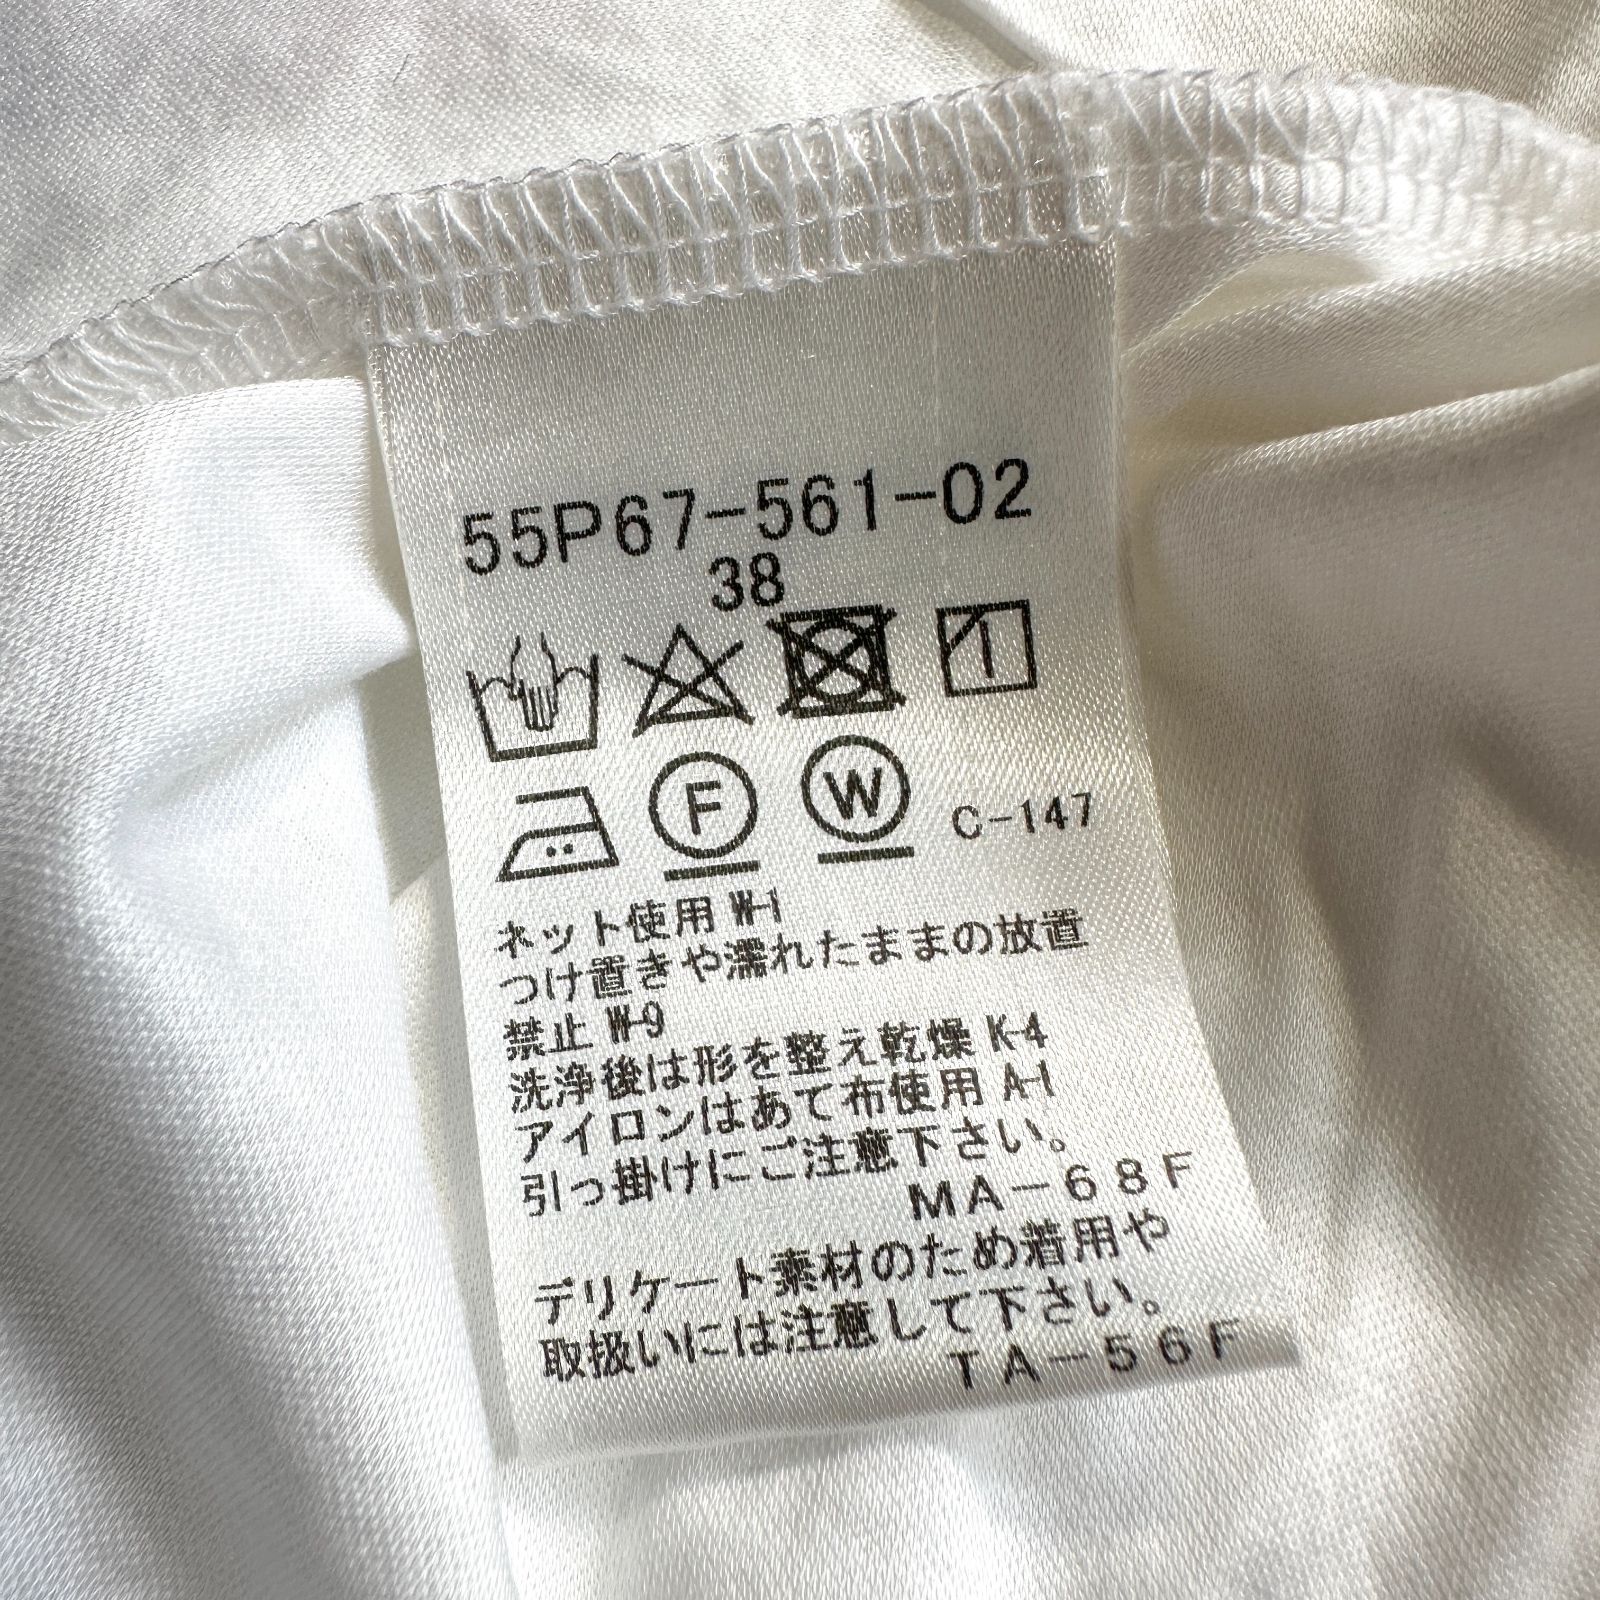 55P67-561-02
38
F
W
C-147
ネット使用 W-1
つけ置きや濡れたままの放置
禁止 W-9
洗浄後は形を整え乾燥 K-4
アイロンはあて布使用 A-1
引っ掛けにご注意下さい。
MA-68F
デリケート素材のため着用や
取扱いには注意して下さい。
TA-56F